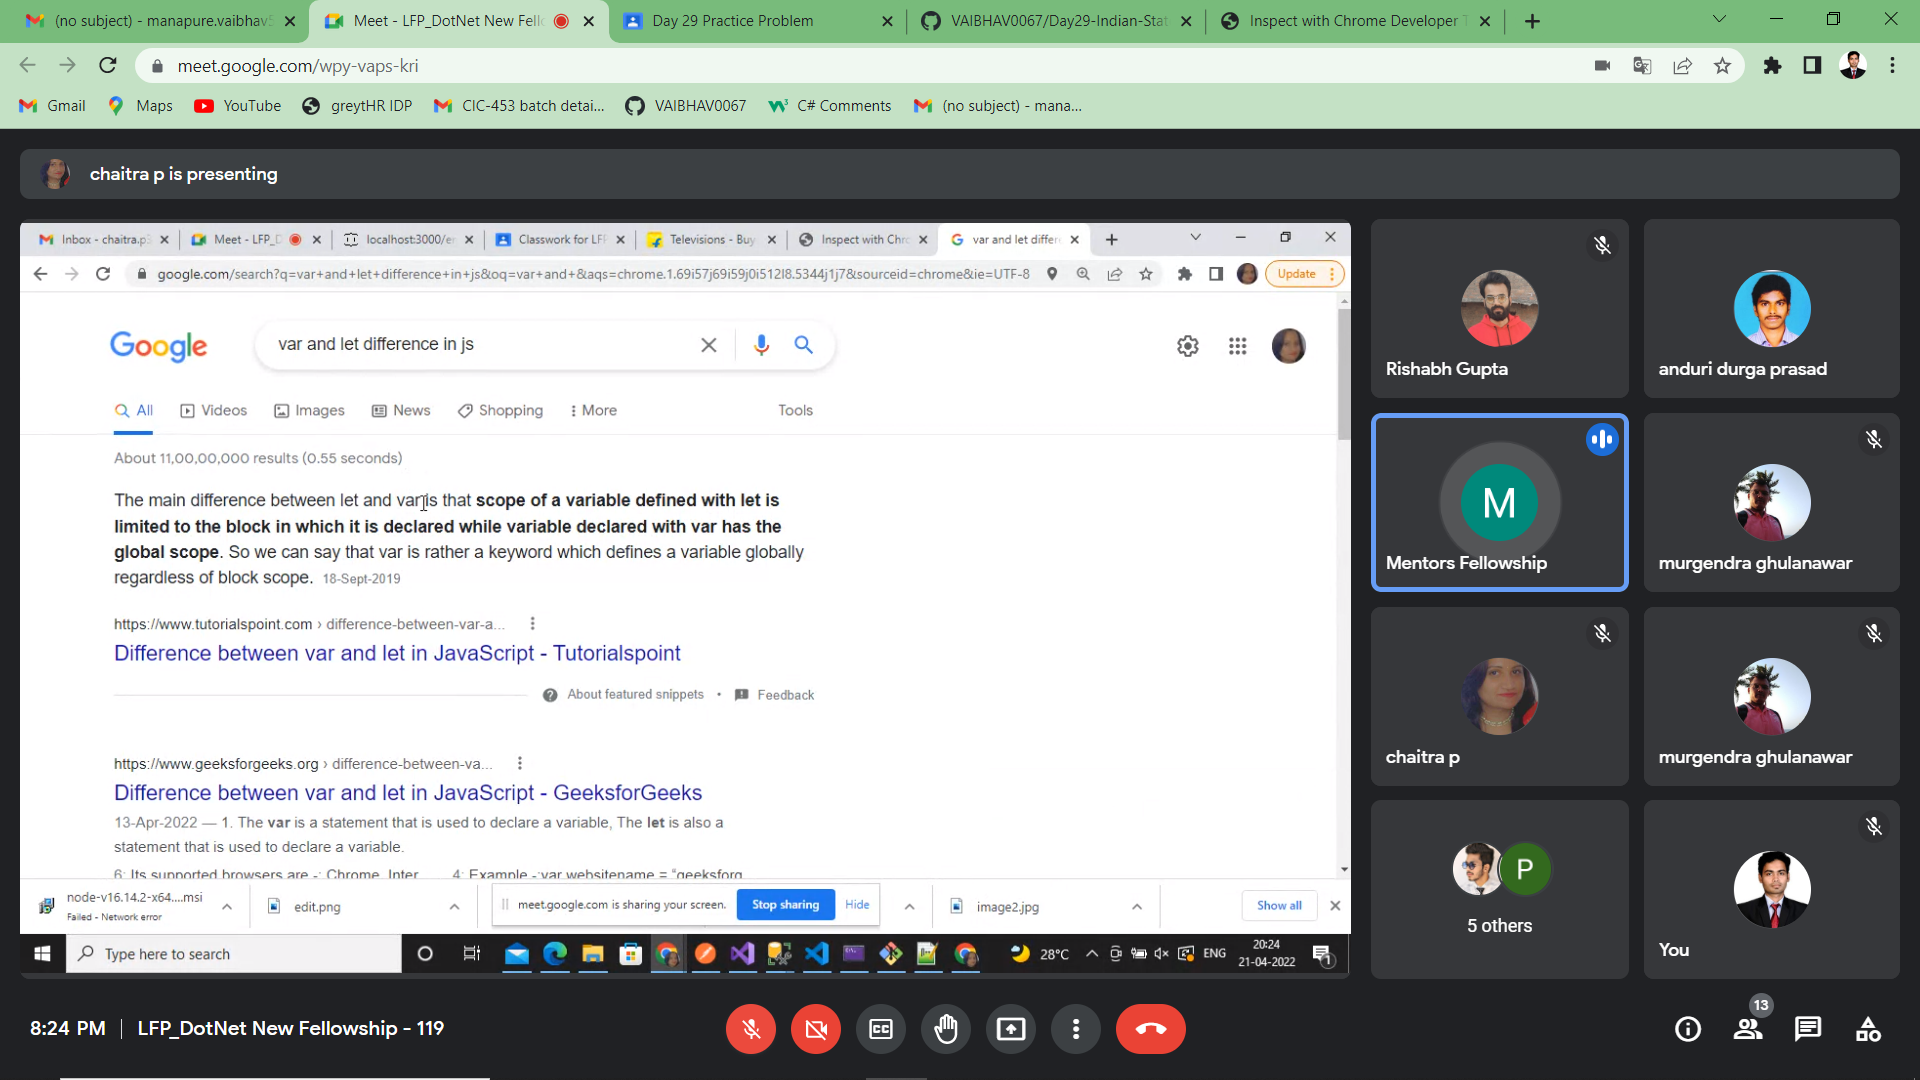 (no subject) - manapure.vaibhav5
Meet - LFP_DotNet New Fell
Day 29 Practice Problem
VAIBHAV0067/Day29-Indian-Stat
Inspect with Chrome Developer T
meet.google.com/wpy-vaps-kri
Gmail
Maps
YouTube
greytHR IDP
CIC-453 batch detai...
VAIBHAV0067
C# Comments
(no subject) - mana...
chaitra p is presenting
Inbox - chaitra.p
Meet - LFP_D
localhost:3000/er
Classwork for LFP
Televisions - Buy
Inspect with Chro
var and let differe
google.com/search?q=var+and+let+difference+in+js&oq=var+and+&aqs=chrome.1.69i57j69i59j0i512l8.5344j1j7&sourceid=chrome&ie=UTF-8
Update
Google
var and let difference in js
All
Videos
Images
News
Shopping
More
Tools
About 11,00,00,000 results (0.55 seconds)
The main difference between let and var is that scope of a variable defined with let is
limited to the block in which it is declared while variable declared with var has the
global scope. So we can say that var is rather a keyword which defines a variable globally
regardless of block scope. 18-Sept-2019
https://www.tutorialspoint.com › difference-between-var-a...
Difference between var and let in JavaScript - Tutorialspoint
About featured snippets • Feedback
https://www.geeksforgeeks.org › difference-between-va...
Difference between var and let in JavaScript - GeeksforGeeks
13-Apr-2022 — 1. The var is a statement that is used to declare a variable, The let is also a
statement that is used to declare a variable.
6: Its supported browsers are -: Chrome, Inter 4: Example -:var websitename = "geeksforg
node-v16.14.2-x64....msi
Failed - Network error
edit.png
meet.google.com is sharing your screen.
Stop sharing
Hide
image2.jpg
Show all
Type here to search
28°C
ENG
20:24
21-04-2022
1
Rishabh Gupta
anduri durga prasad
M
Mentors Fellowship
murgendra ghulanawar
chaitra p
murgendra ghulanawar
P
5 others
You
8:24 PM
LFP_DotNet New Fellowship - 119
CC
13